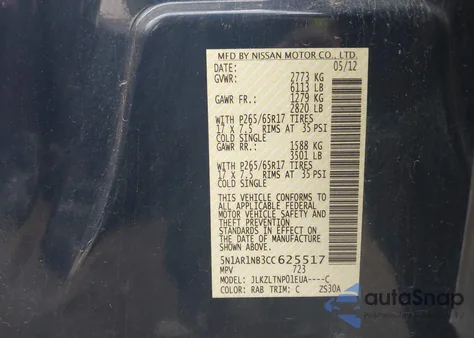 MFD BY NISSAN MOTOR CO., LTD.
DATE: 05/12
GVWR: 2773 KG
6113 LB
GAWR FR: 1279 KG
2820 LB
WITH P265/65R17 TIRES
17 X 7.5 RIMS AT 35 PSI
COLD SINGLE
GAWR RR.: 1588 KG
3501 LB
WITH P265/65R17 TIRES
17 X 7.5 RIMS AT 35 PSI
COLD SINGLE
THIS VEHICLE CONFORMS TO
ALL APPLICABLE FEDERAL
MOTOR VEHICLE SAFETY AND
THEFT PREVENTION
STANDARDS IN EFFECT ON
THE DATE OF MANUFACTURE
SHOWN ABOVE.
5N1AR1NB3CC625517
MPV 723
MODEL: JLKZLTNP01EUA----C
COLOR: RAB TRIM: C ZS30A
autoSnap